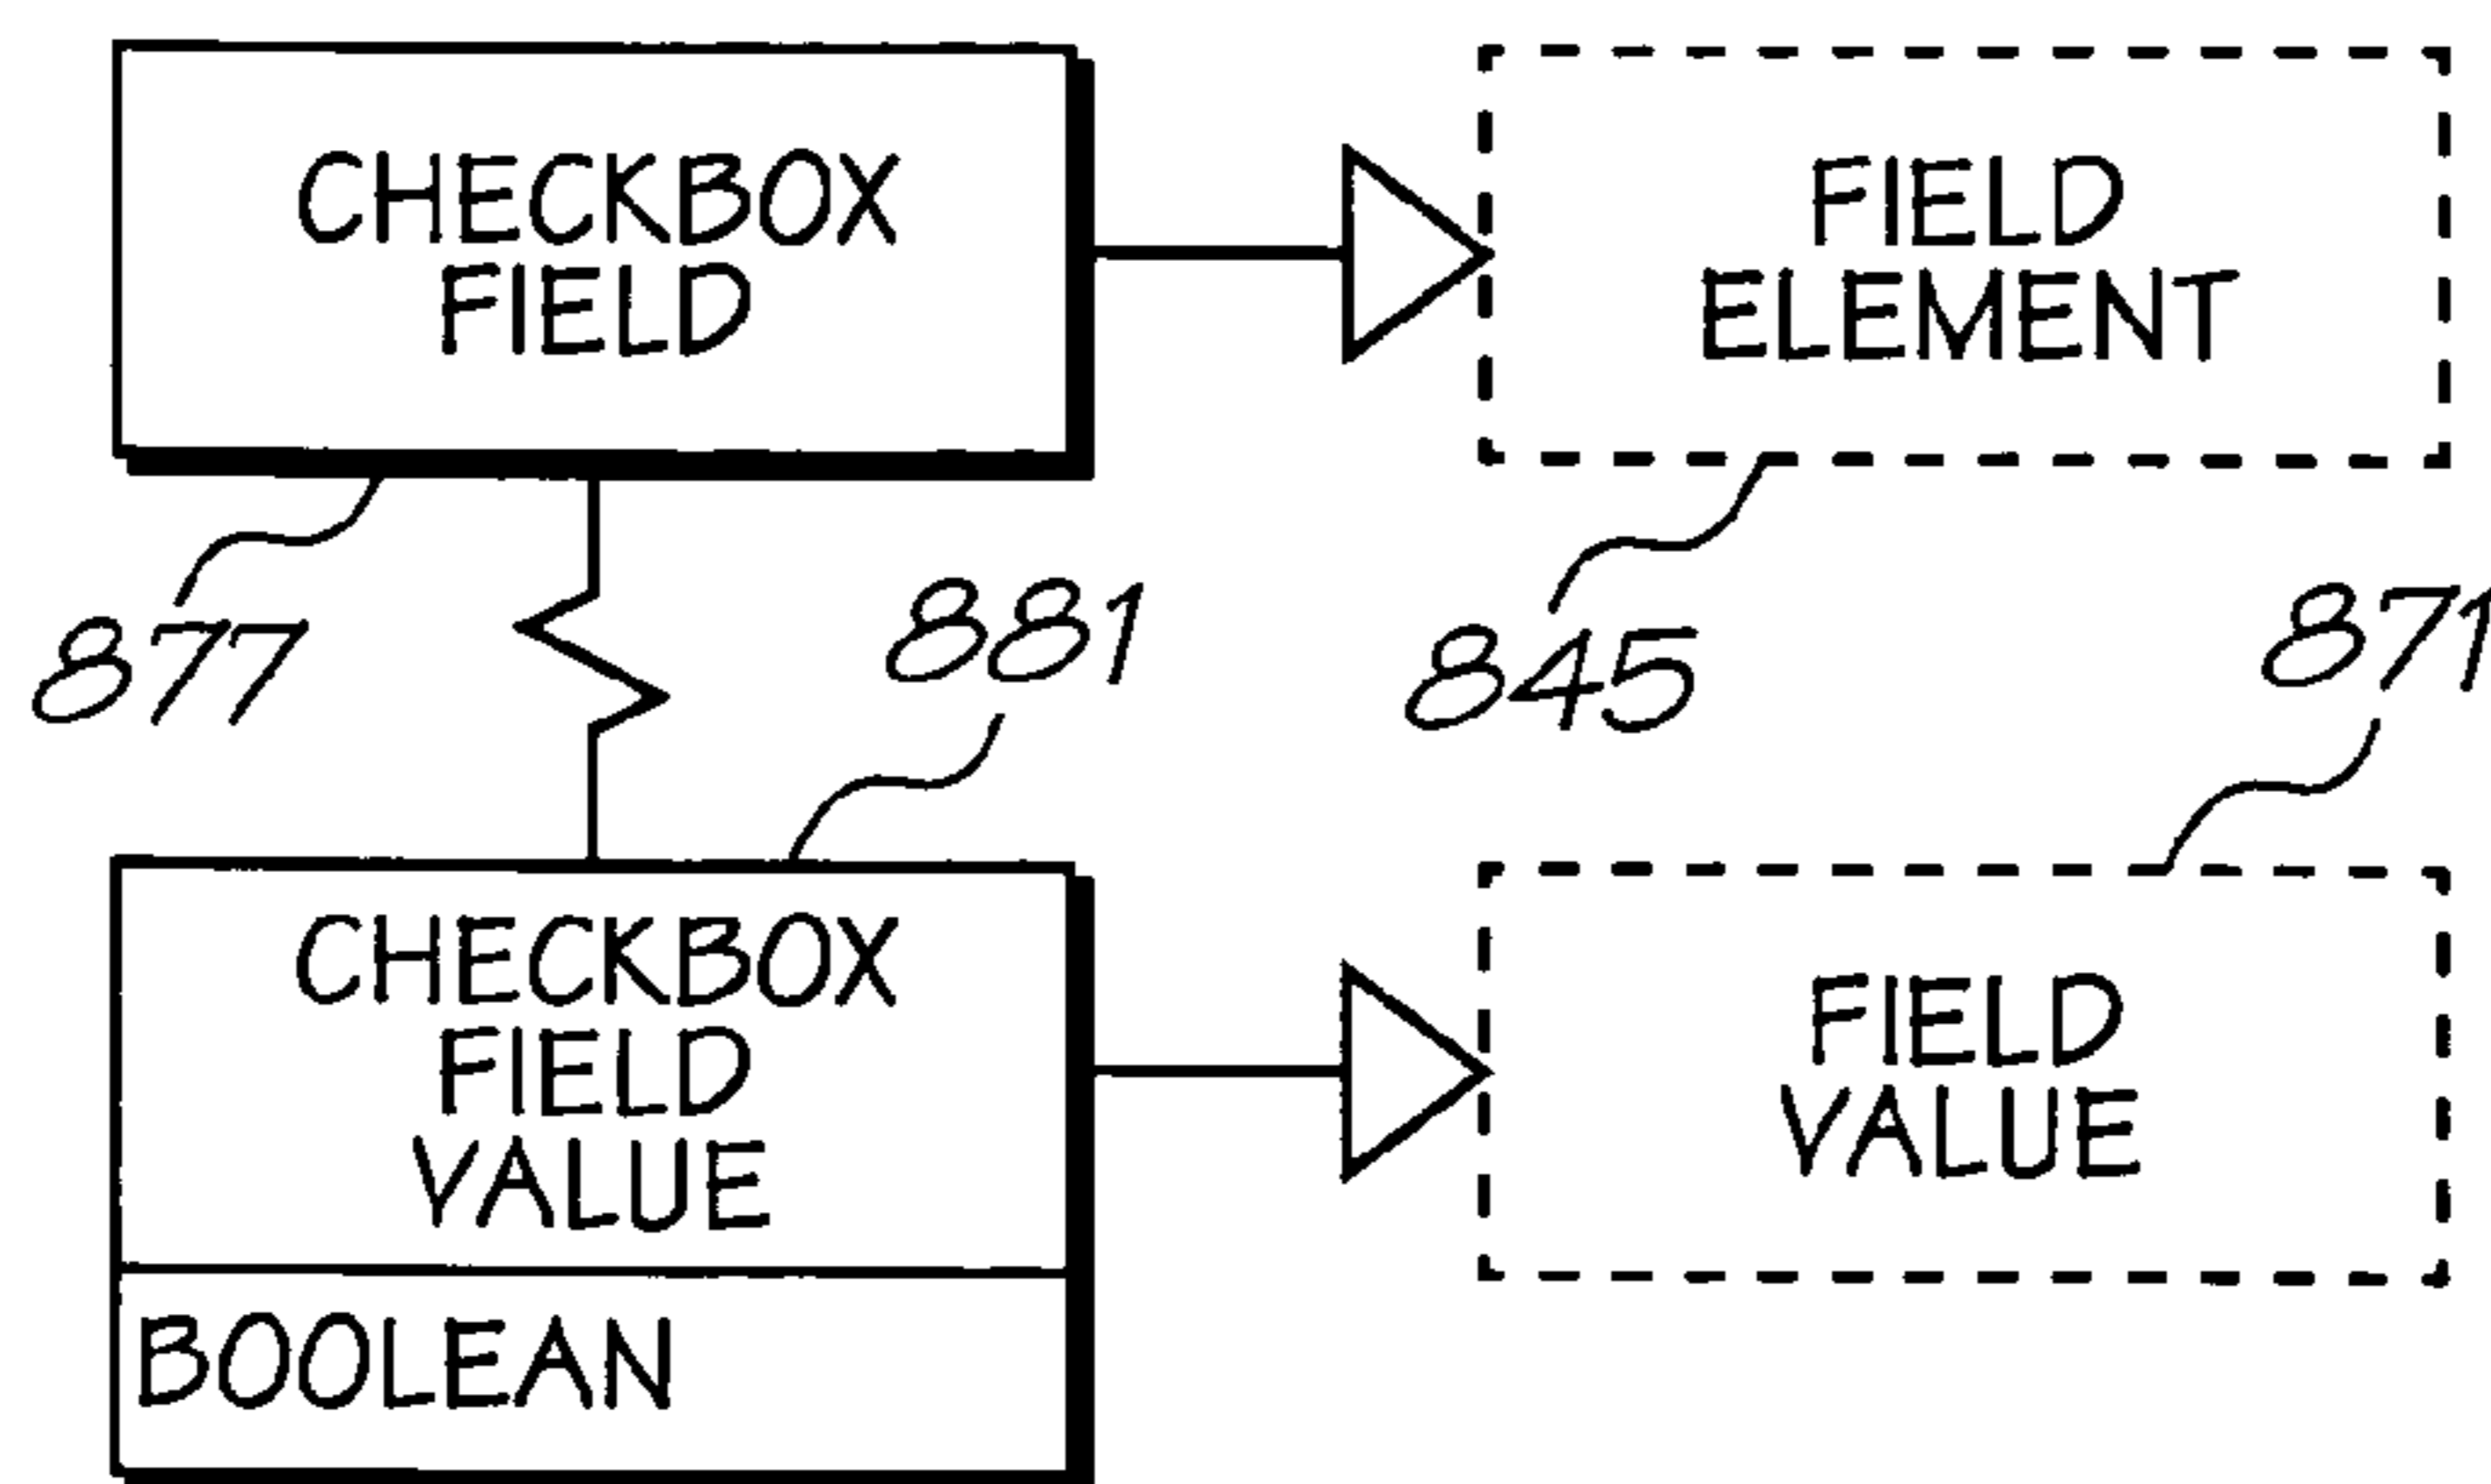 CHECKBOX
FIELD
FIELD
ELEMENT
877
881
845
871
CHECKBOX
FIELD
VALUE
BOOLEAN
FIELD
VALUE